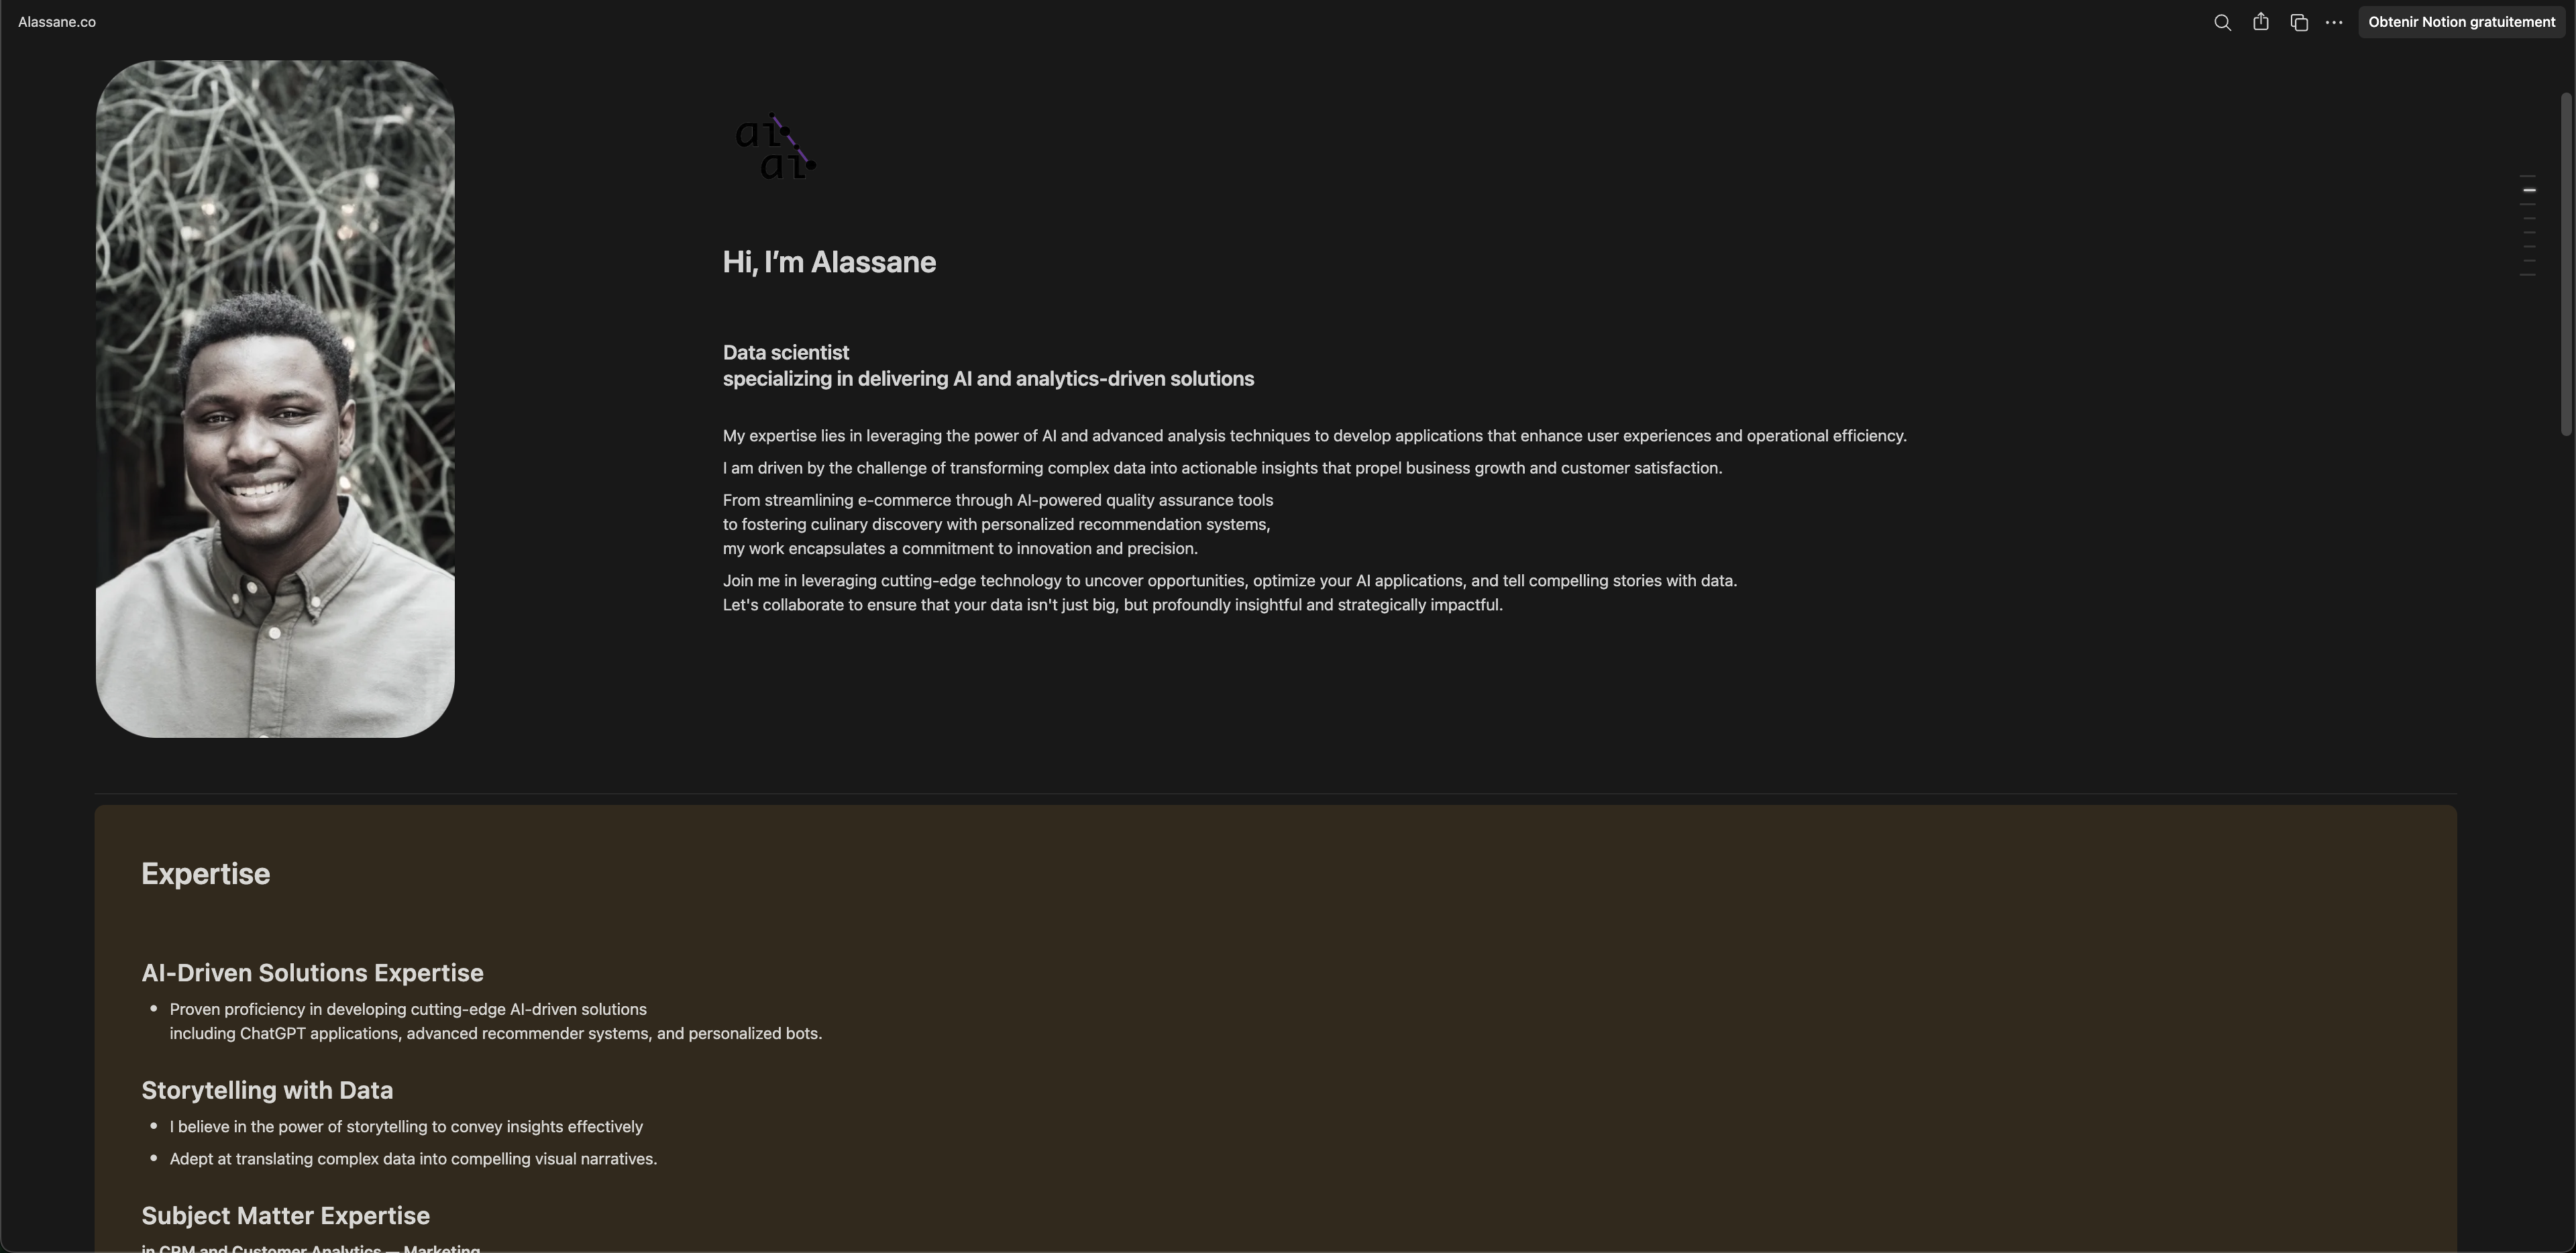 Alassane.co
Obtenir Notion gratuitement
ai
ai
Hi, I’m Alassane
Data scientist
specializing in delivering AI and analytics-driven solutions
My expertise lies in leveraging the power of AI and advanced analysis techniques to develop applications that enhance user experiences and operational efficiency.
I am driven by the challenge of transforming complex data into actionable insights that propel business growth and customer satisfaction.
From streamlining e-commerce through AI-powered quality assurance tools
to fostering culinary discovery with personalized recommendation systems,
my work encapsulates a commitment to innovation and precision.
Join me in leveraging cutting-edge technology to uncover opportunities, optimize your AI applications, and tell compelling stories with data.
Let's collaborate to ensure that your data isn't just big, but profoundly insightful and strategically impactful.
Expertise
AI-Driven Solutions Expertise
• Proven proficiency in developing cutting-edge AI-driven solutions
including ChatGPT applications, advanced recommender systems, and personalized bots.
Storytelling with Data
• I believe in the power of storytelling to convey insights effectively
• Adept at translating complex data into compelling visual narratives.
Subject Matter Expertise
in CRM and Customer Analytics — Marketing